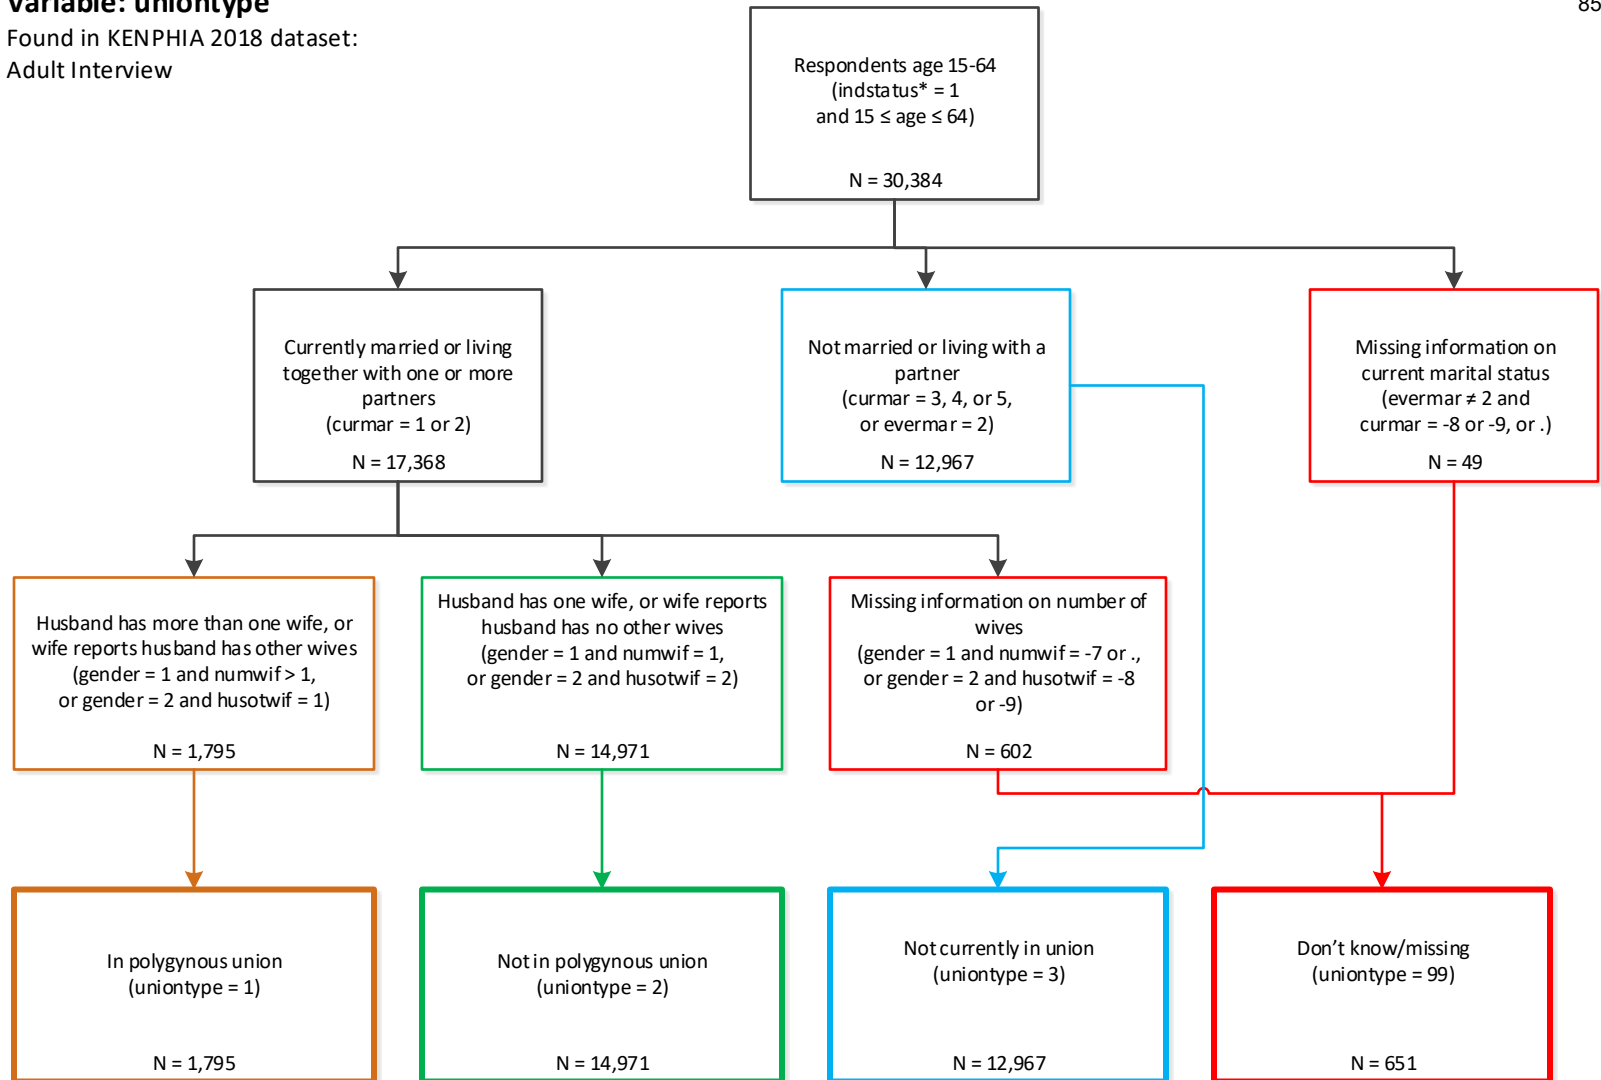 Variable: uniontype
85
Found in KENPHIA 2018 dataset:
Adult Interview
Respondents age 15-64
(indstatus* = 1
and 15 ≤ age ≤ 64)
N = 30,384
Currently married or living
together with one or more
partners
(curmar = 1 or 2)
N = 17,368
Not married or living with a
partner
(curmar = 3, 4, or 5,
or evermar = 2)
N = 12,967
Missing information on
current marital status
(evermar ≠ 2 and
curmar = -8 or -9, or .)
N = 49
Husband has more than one wife, or
wife reports husband has other wives
(gender = 1 and numwif > 1,
or gender = 2 and husotwif = 1)
N = 1,795
Husband has one wife, or wife reports
husband has no other wives
(gender = 1 and numwif = 1,
or gender = 2 and husotwif = 2)
N = 14,971
Missing information on number of
wives
(gender = 1 and numwif = -7 or .,
or gender = 2 and husotwif = -8
or -9)
N = 602
In polygynous union
(uniontype = 1)
N = 1,795
Not in polygynous union
(uniontype = 2)
N = 14,971
Not currently in union
(uniontype = 3)
N = 12,967
Don't know/missing
(uniontype = 99)
N = 651